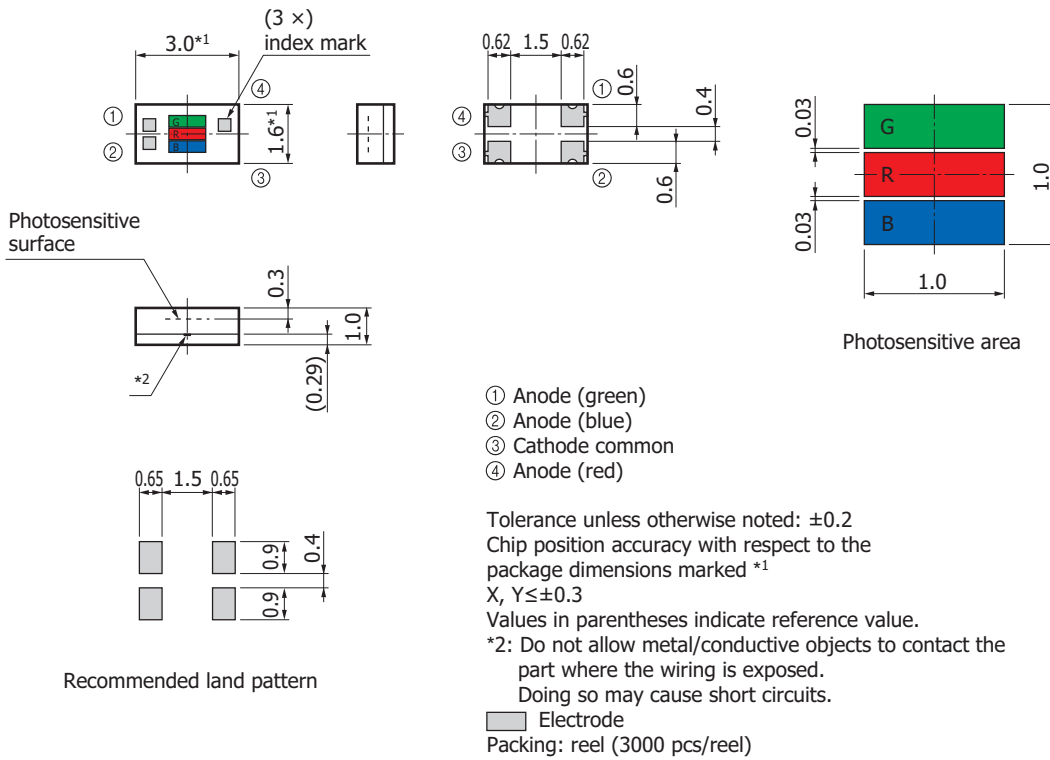 (3 ×)
index mark
3.0*1
④
①
②
③
G
R
B
1.6*1
0.62 1.5 0.62
①
④
③
②
0.6
0.4
0.6
0.03
0.03
G
R
B
1.0
1.0
Photosensitive area
Photosensitive
surface
0.3
1.0
(0.29)
*2
① Anode (green)
② Anode (blue)
③ Cathode common
④ Anode (red)
0.65 1.5 0.65
0.9
0.4
0.9
Recommended land pattern
Tolerance unless otherwise noted: ±0.2
Chip position accuracy with respect to the
package dimensions marked *1
X, Y≤±0.3
Values in parentheses indicate reference value.
*2: Do not allow metal/conductive objects to contact the
part where the wiring is exposed.
Doing so may cause short circuits.
Electrode
Packing: reel (3000 pcs/reel)